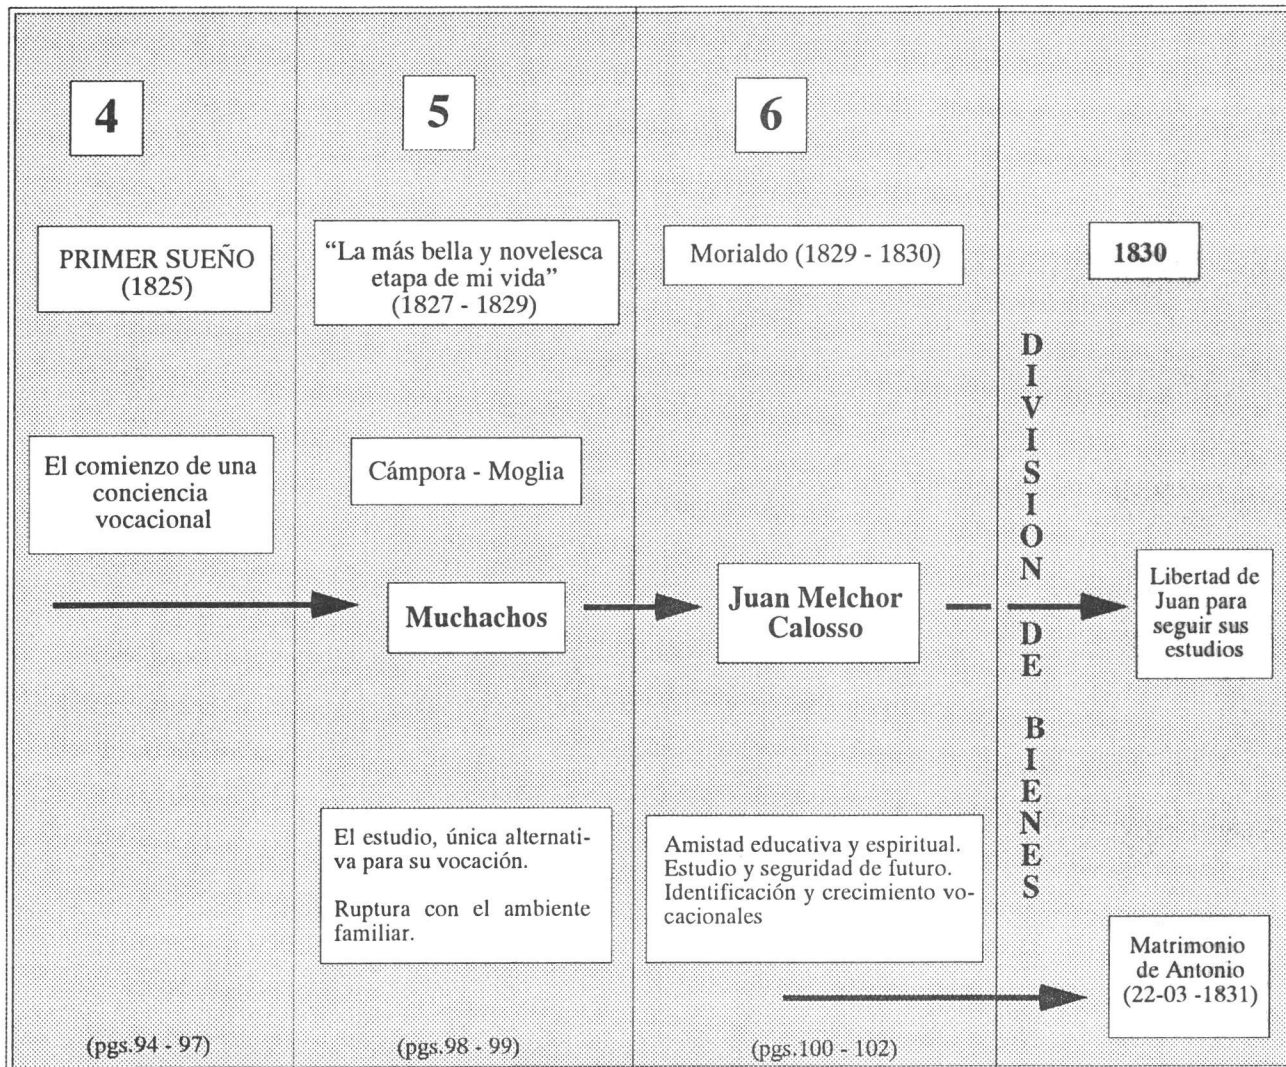 4
PRIMER SUEÑO
(1825)
El comienzo de una
conciencia
vocacional
(pgs.94 - 97)
5
“La más bella y novelesca
etapa de mi vida”
(1827 - 1829)
Cámpora - Moglia
Muchachos
El estudio, única alternati-
va para su vocación.
Ruptura con el ambiente
familiar.
(pgs.98 - 99)
6
Morialdo (1829 - 1830)
Juan Melchor
Calosso
Amistad educativa y espiritual.
Estudio y seguridad de futuro.
Identificación y crecimiento vo-
cacionales
(pgs.100 - 102)
DIVISION DE BIENES
1830
Libertad de
Juan para
seguir sus
estudios
Matrimonio
de Antonio
(22-03 -1831)